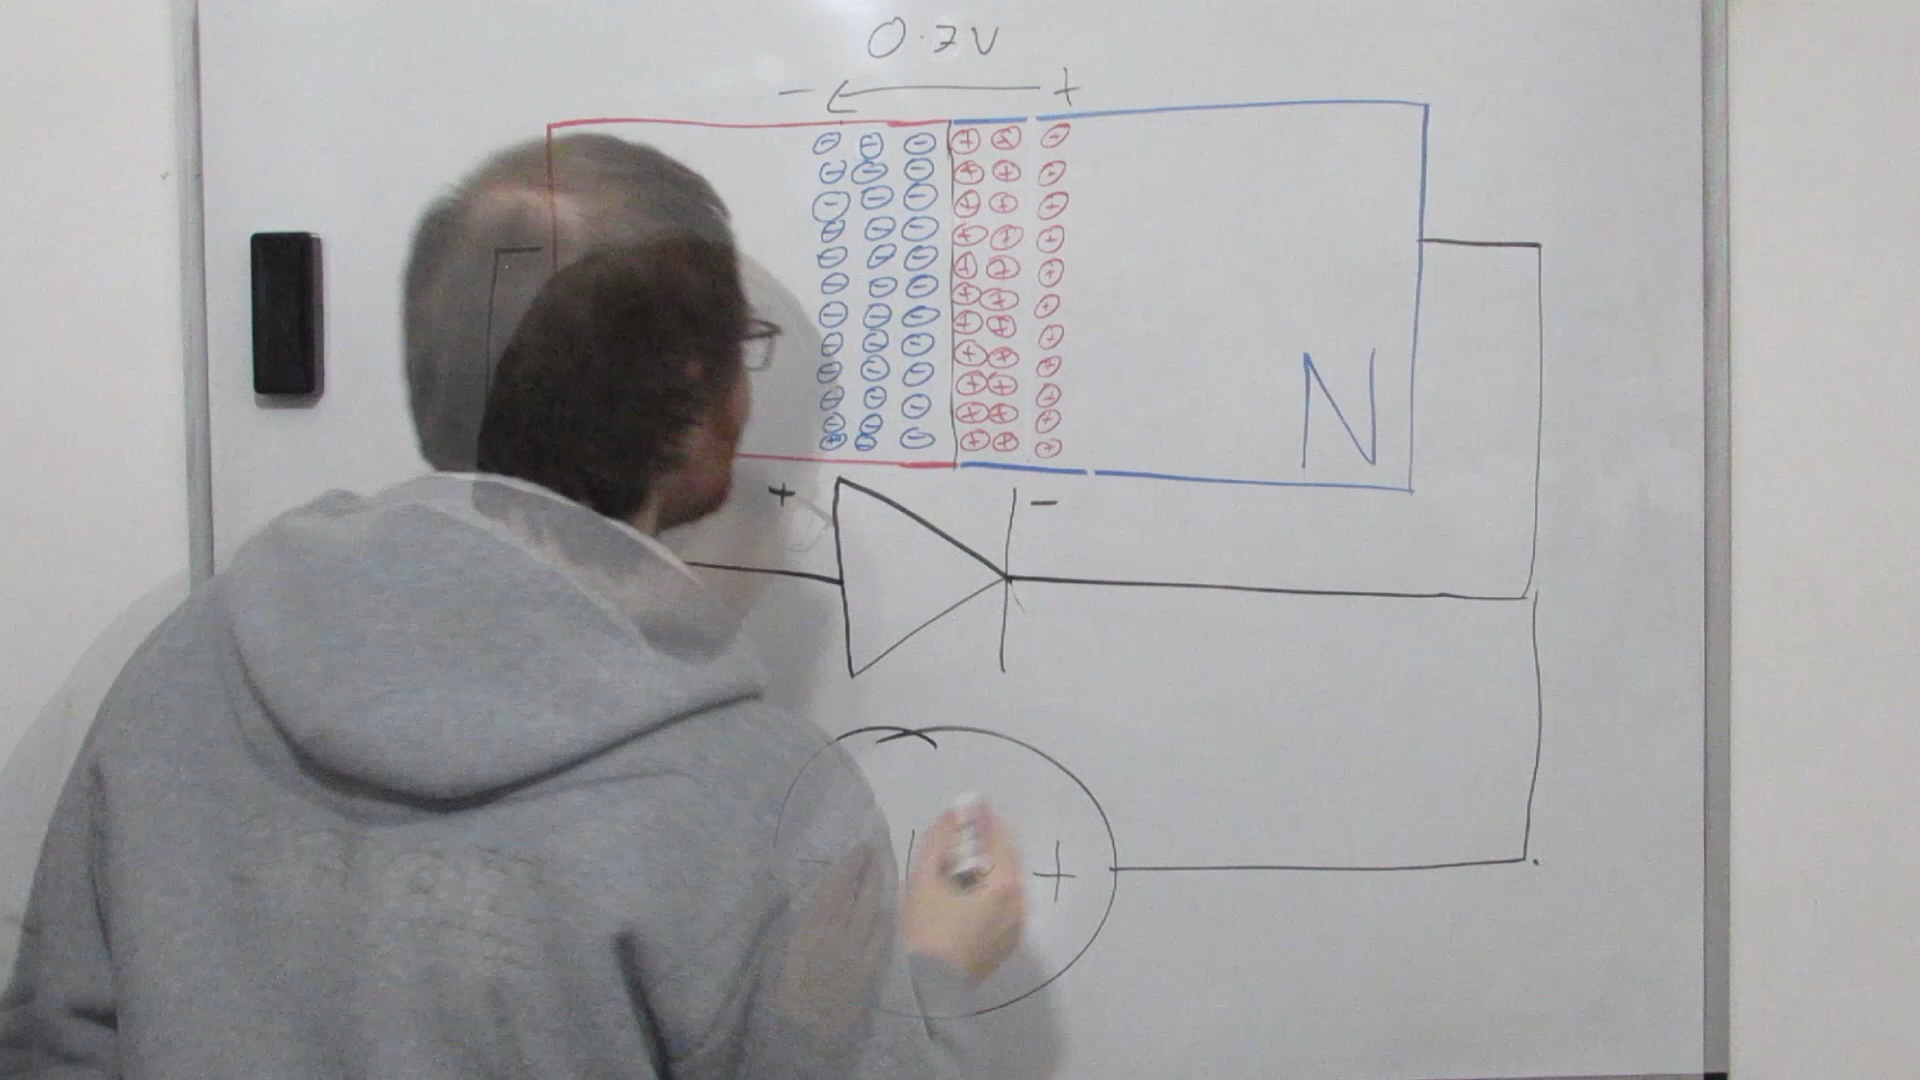 0.7V
- +
N
+ -
+